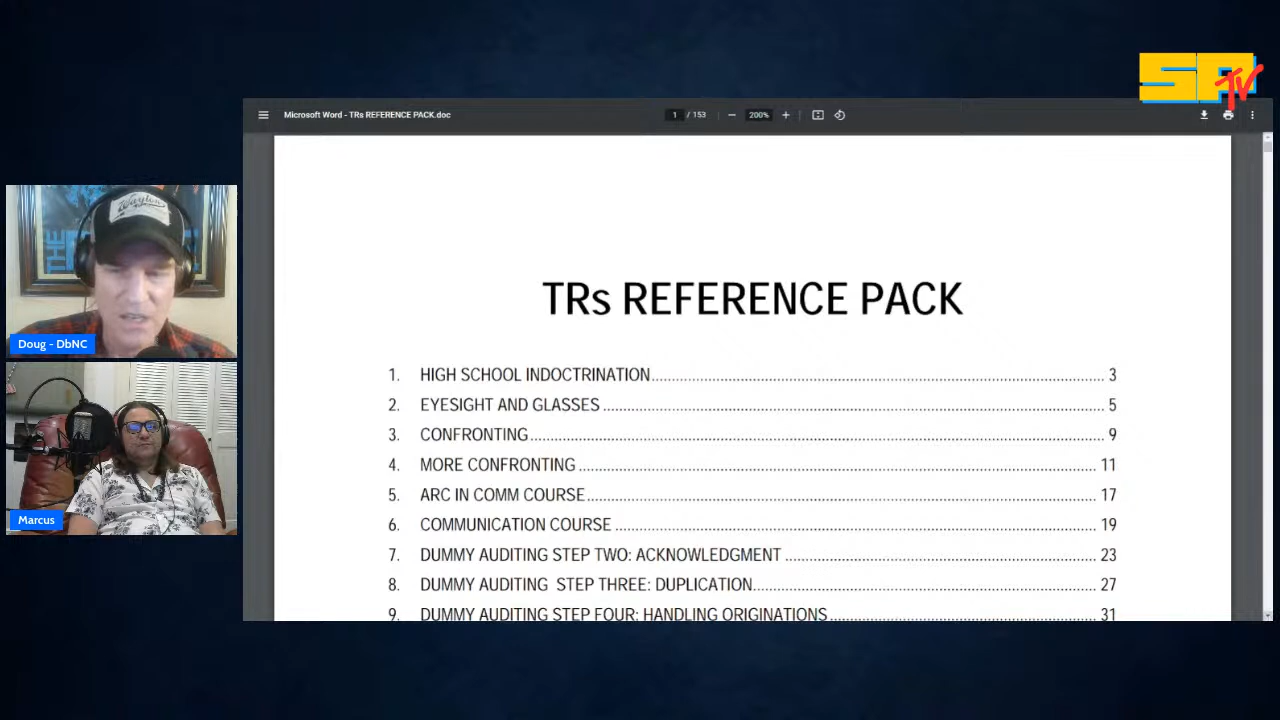 SPTV
Microsoft Word - TRs REFERENCE PACK.doc
1 / 153
200%
Waylon
THE
Doug - DbNC
Marcus
TRs REFERENCE PACK
1. HIGH SCHOOL INDOCTRINATION 3
2. EYESIGHT AND GLASSES 5
3. CONFRONTING 9
4. MORE CONFRONTING 11
5. ARC IN COMM COURSE 17
6. COMMUNICATION COURSE 19
7. DUMMY AUDITING STEP TWO: ACKNOWLEDGMENT 23
8. DUMMY AUDITING STEP THREE: DUPLICATION 27
9. DUMMY AUDITING STEP FOUR: HANDLING ORIGINATIONS 31